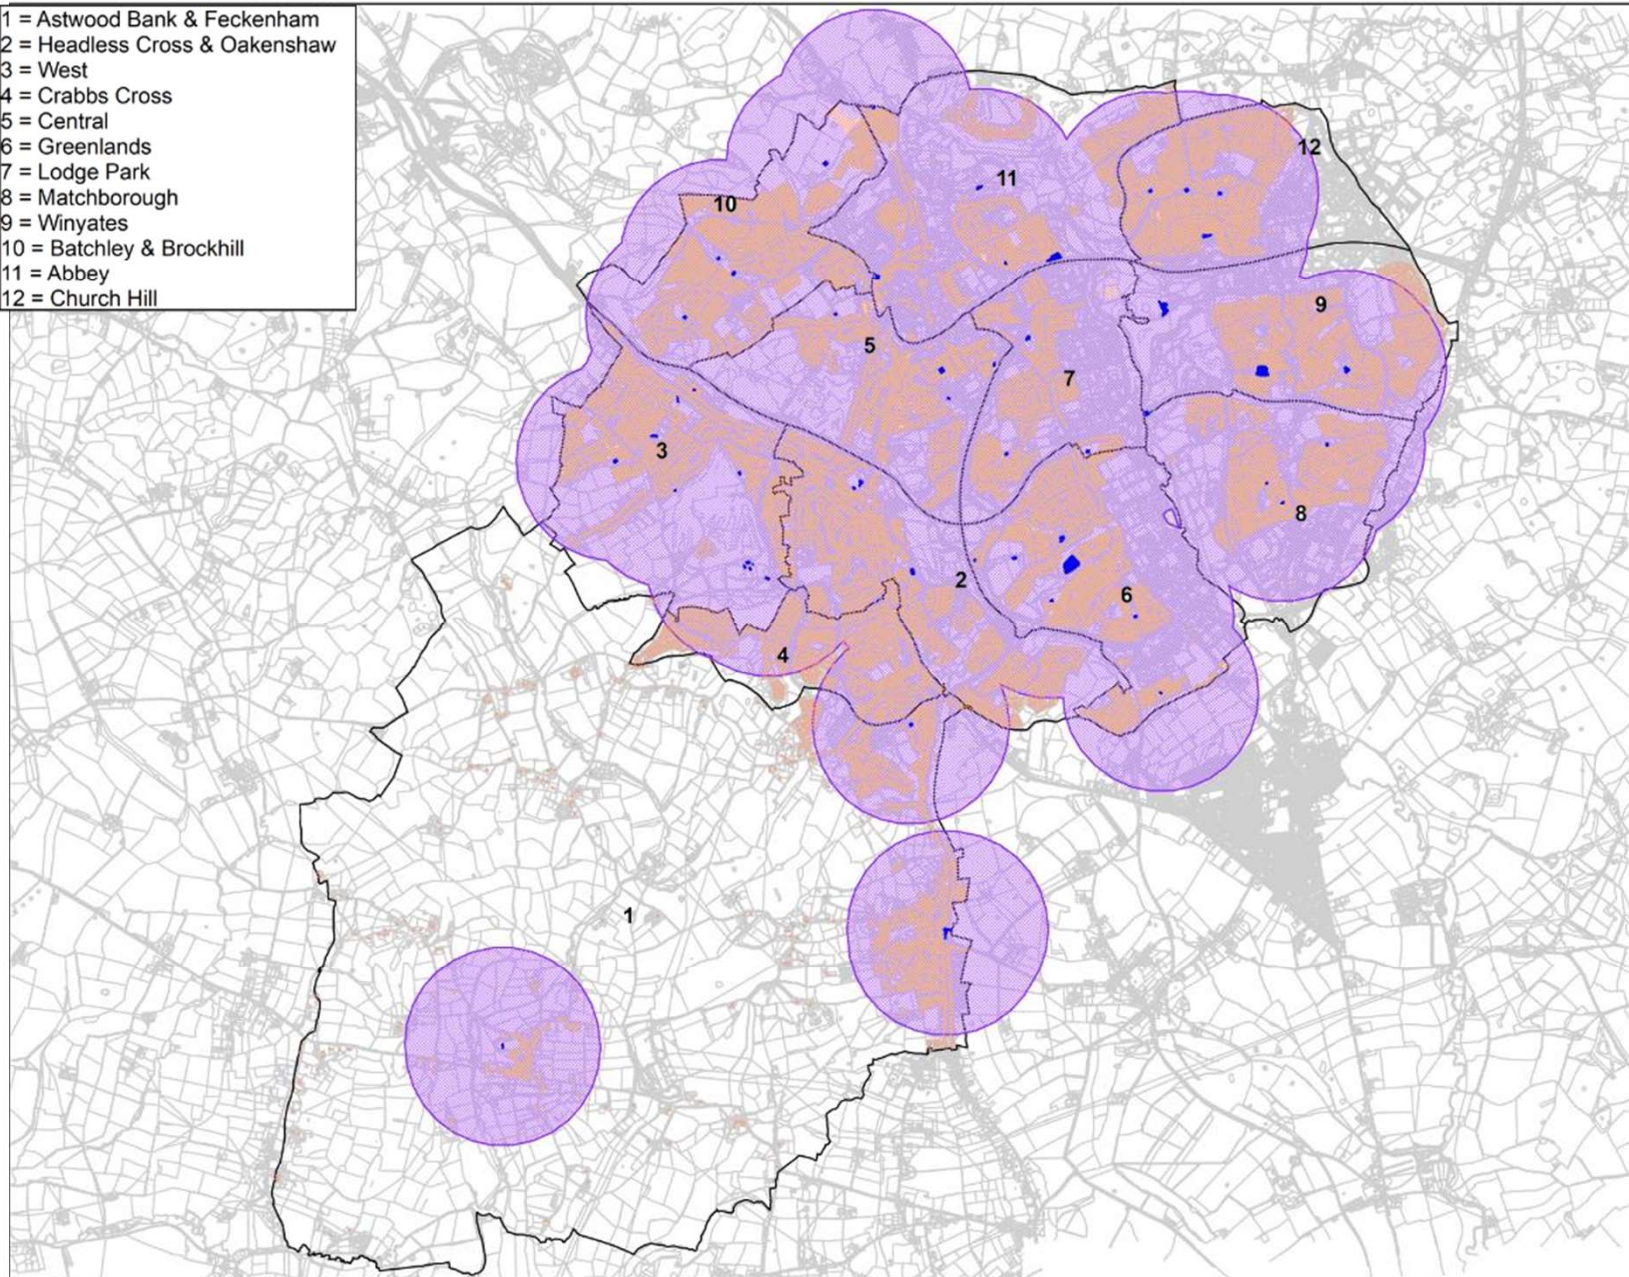 1 = Astwood Bank & Feckenham
2 = Headless Cross & Oakenshaw
3 = West
4 = Crabbs Cross
5 = Central
6 = Greenlands
7 = Lodge Park
8 = Matchborough
9 = Winyates
10 = Batchley & Brockhill
11 = Abbey
12 = Church Hill
12
11
10
9
5
7
3
8
2
6
4
1